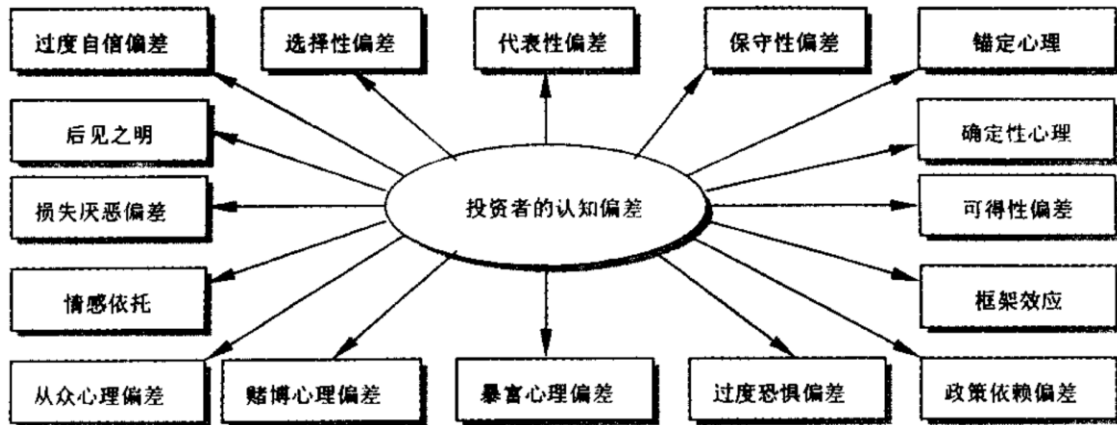 过度自信偏差
选择性偏差
代表性偏差
保守性偏差
锚定心理
后见之明
确定性心理
投资者的认知偏差
损失厌恶偏差
可得性偏差
情感依托
框架效应
从众心理偏差
赌博心理偏差
暴富心理偏差
过度恐惧偏差
政策依赖偏差